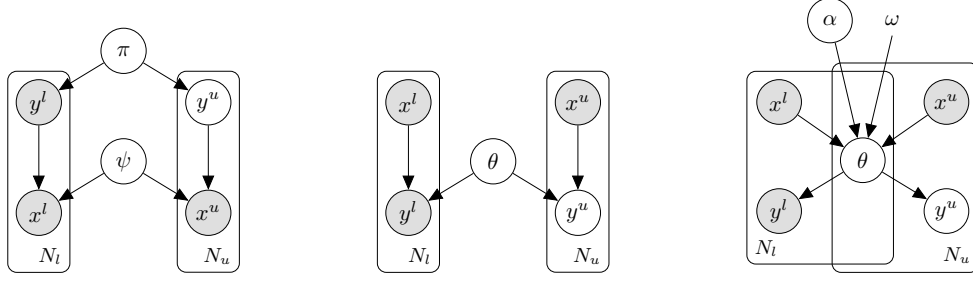 π
y^l
y^u
ψ
x^l
x^u
N_l
N_u
x^l
x^u
θ
y^l
y^u
N_l
N_u
α
ω
x^l
x^u
θ
y^l
y^u
N_l
N_u